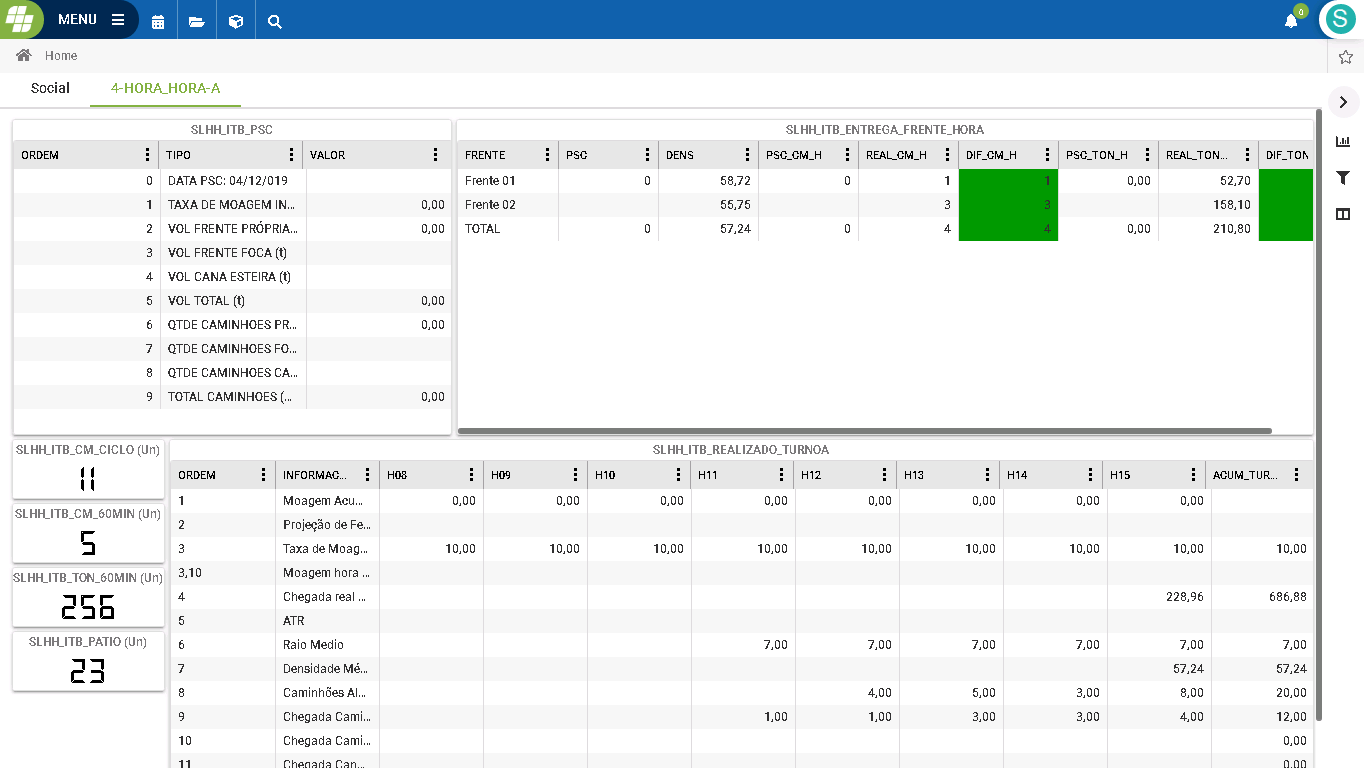 MENU
0
S
Home
Social 4-HORA_HORA-A
SLHH_ITB_PSC
ORDEM TIPO VALOR
0 DATA PSC: 04/12/019
1 TAXA DE MOAGEM IN... 0,00
2 VOL FRENTE PRÓPRIA... 0,00
3 VOL FRENTE FOCA (t)
4 VOL CANA ESTEIRA (t)
5 VOL TOTAL (t) 0,00
6 QTDE CAMINHOES PR... 0,00
7 QTDE CAMINHOES FO...
8 QTDE CAMINHOES CA...
9 TOTAL CAMINHOES (... 0,00
SLHH_ITB_ENTREGA_FRENTE_HORA
FRENTE PSC DENS PSC_CM_H REAL_CM_H DIF_CM_H PSC_TON_H REAL_TON... DIF_TON
Frente 01 0 58,72 0 1 1 0,00 52,70
Frente 02 55,75 3 3 158,10
TOTAL 0 57,24 0 4 4 0,00 210,80
SLHH_ITB_CM_CICLO (Un)
11
SLHH_ITB_CM_60MIN (Un)
5
SLHH_ITB_TON_60MIN (Un)
256
SLHH_ITB_PATIO (Un)
23
SLHH_ITB_REALIZADO_TURNOA
ORDEM INFORMAC... H08 H09 H10 H11 H12 H13 H14 H15 AGUM_TUR...
1 Moagem Acu... 0,00 0,00 0,00 0,00 0,00 0,00 0,00 0,00
2 Projeção de Fe...
3 Taxa de Moag... 10,00 10,00 10,00 10,00 10,00 10,00 10,00 10,00 10,00
3,10 Moagem hora ...
4 Chegada real ... 228,96 686,88
5 ATR
6 Raio Medio 7,00 7,00 7,00 7,00 7,00 7,00
7 Densidade Mé... 57,24 57,24
8 Caminhões Al... 4,00 5,00 3,00 8,00 20,00
9 Chegada Cami... 1,00 1,00 3,00 3,00 4,00 12,00
10 Chegada Cami... 0,00
11 Chegada Can... 0,00